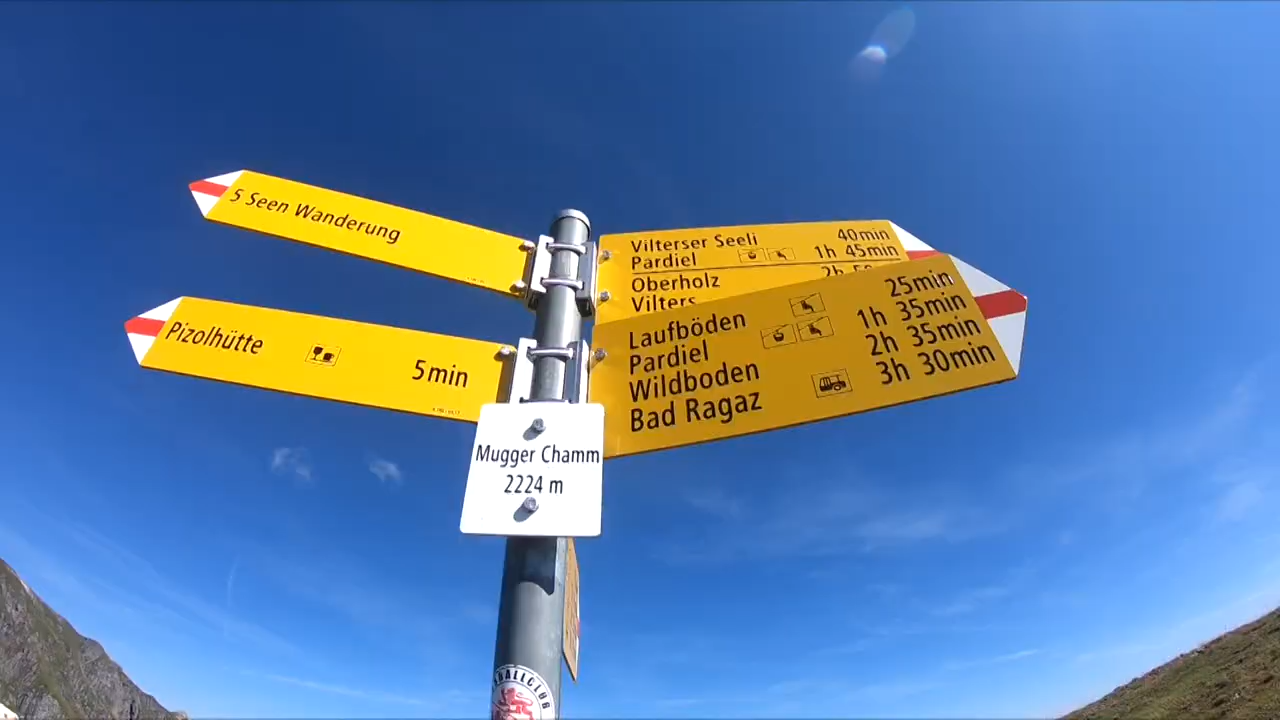 5 Seen Wanderung
Pizolhütte 5min
Vilterser Seeli 40min
Pardiel 1h 45min
Oberholz
Vilters
Laufböden 25min
Pardiel 1h 35min
Wildboden 2h 35min
Bad Ragaz 3h 30min
Mugger Chamm
2224 m